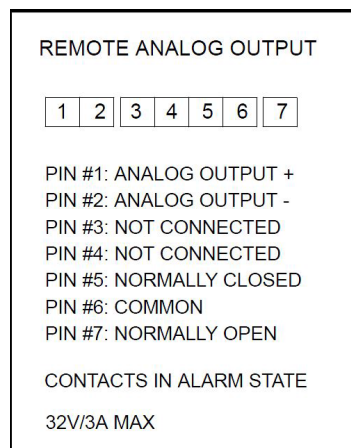 REMOTE ANALOG OUTPUT
1 2 3 4 5 6 7
PIN #1: ANALOG OUTPUT +
PIN #2: ANALOG OUTPUT -
PIN #3: NOT CONNECTED
PIN #4: NOT CONNECTED
PIN #5: NORMALLY CLOSED
PIN #6: COMMON
PIN #7: NORMALLY OPEN
CONTACTS IN ALARM STATE
32V/3A MAX